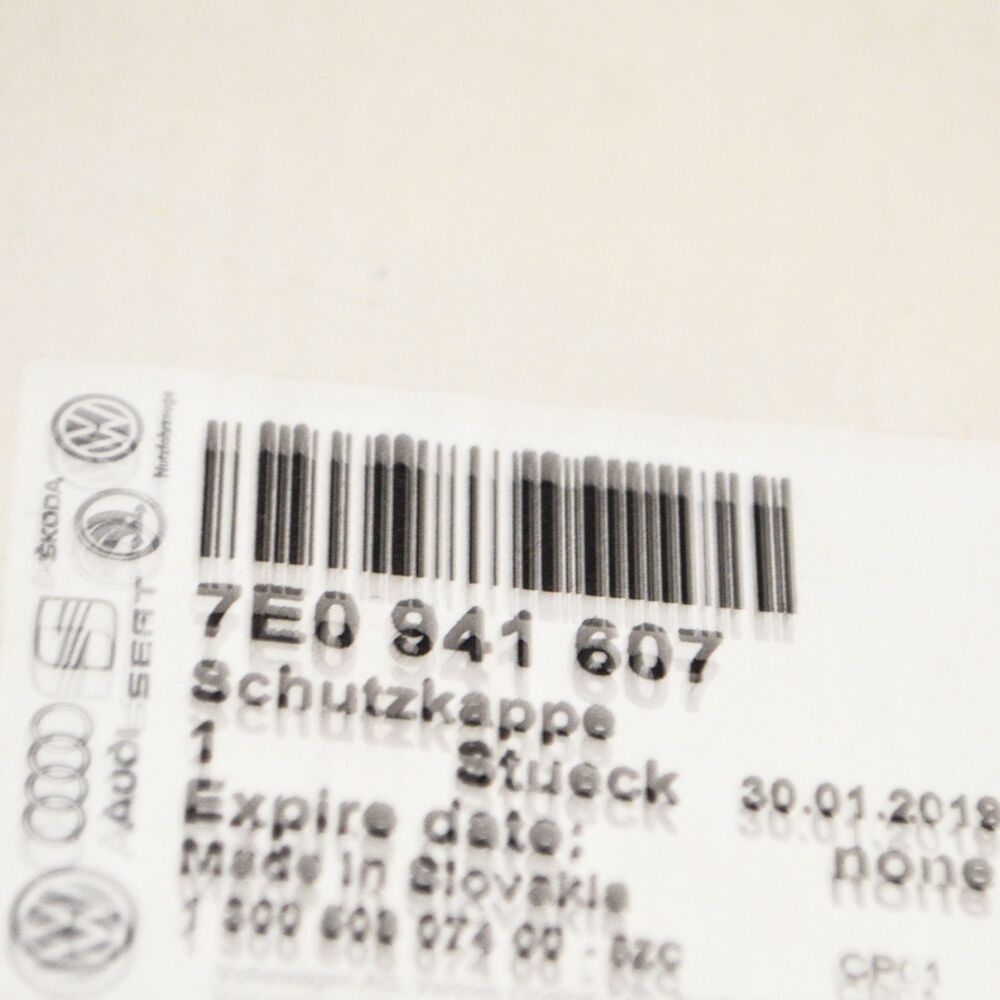 7E0 941 607
Schutzkappe
1 Stueck 30.01.2018
Expire date: none
Made in Slovakia
CP01
Nutzfahrzeuge
ŠKODA
SEAT
AUDI